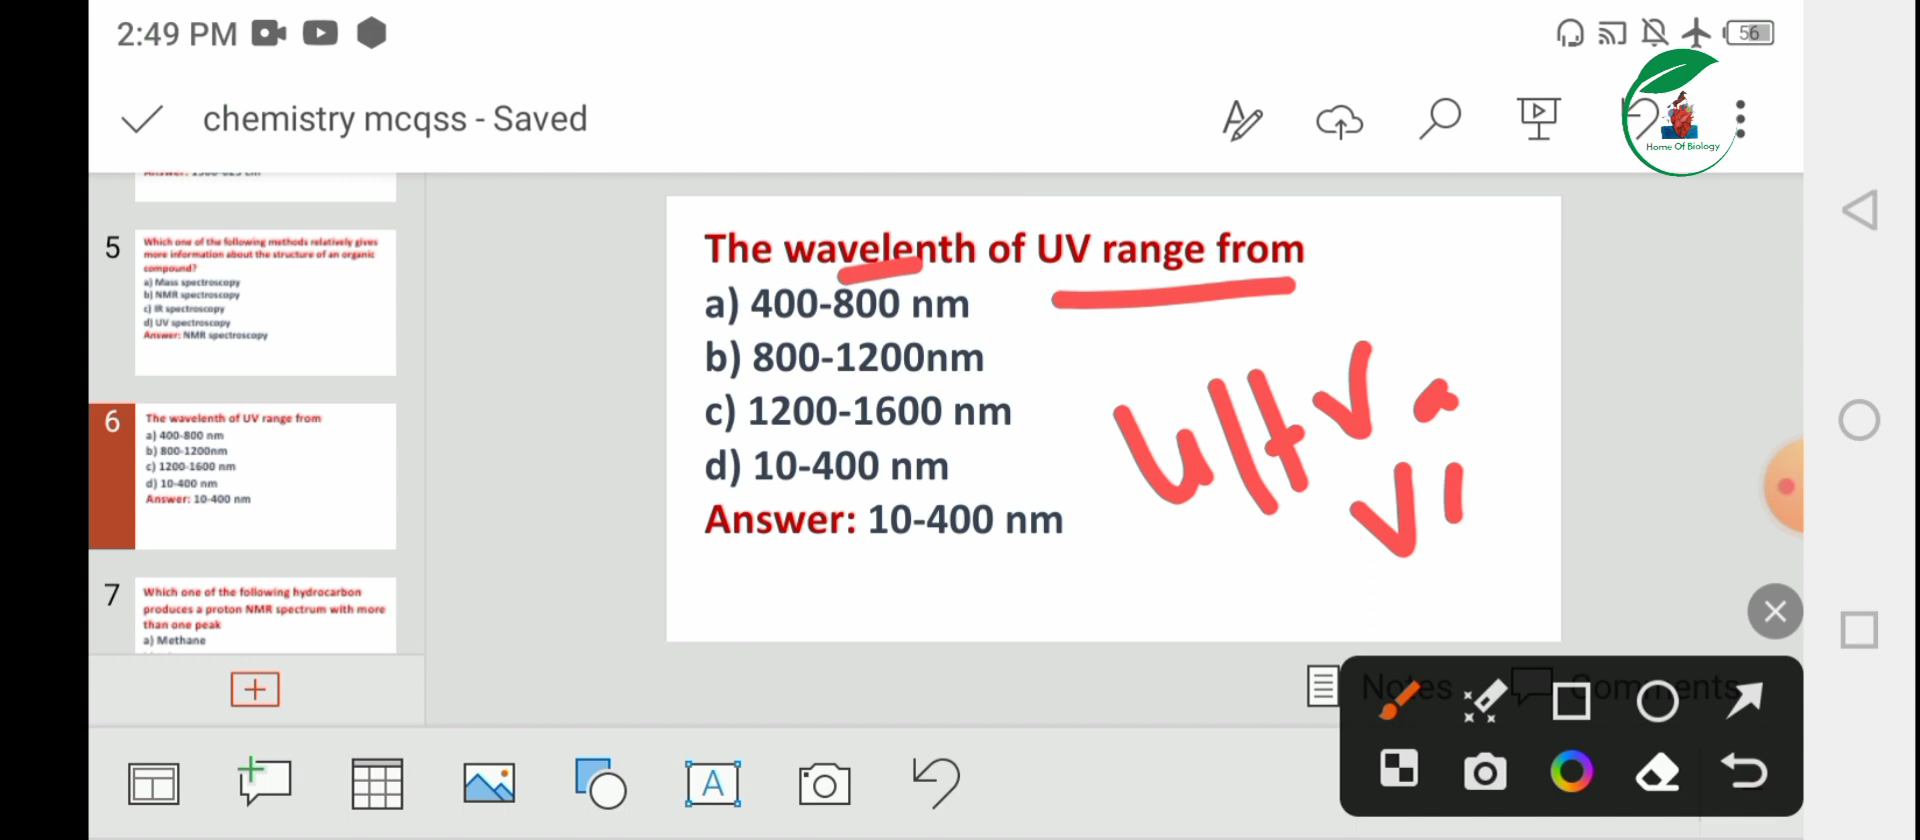 2:49 PM
56
chemistry mcqss - Saved
Home Of Biology
5
Which one of the following methods relatively gives
more information about the structure of an organic
compound?
a) Mass spectroscopy
b) NMR spectroscopy
c) IR spectroscopy
d) UV spectroscopy
Answer: NMR spectroscopy
6
The wavelenth of UV range from
a) 400-800 nm
b) 800-1200nm
c) 1200-1600 nm
d) 10-400 nm
Answer: 10-400 nm
7
Which one of the following hydrocarbon
produces a proton NMR spectrum with more
than one peak
a) Methane
The wavelenth of UV range from
a) 400-800 nm
b) 800-1200nm
c) 1200-1600 nm
d) 10-400 nm
Answer: 10-400 nm
Ultra
VI
Notes
Comments
A